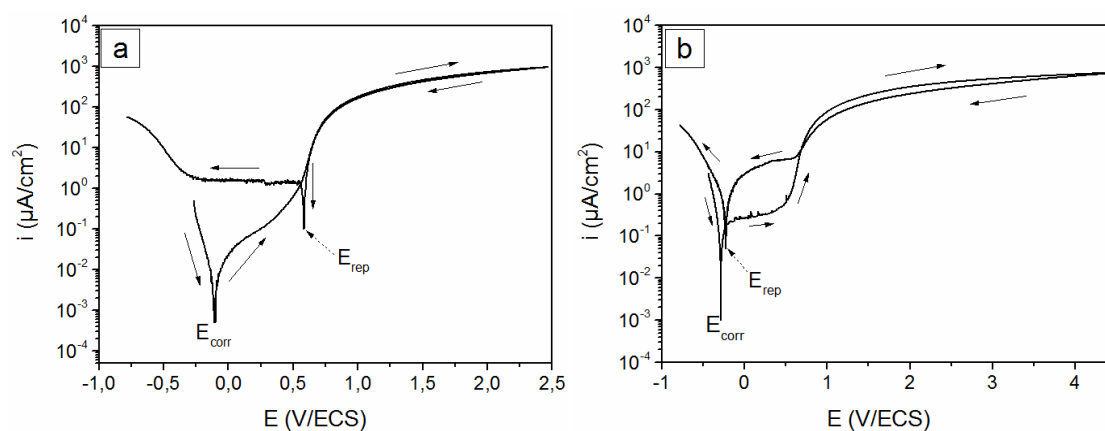 a
10⁴
10³
10²
10¹
10⁰
10⁻¹
10⁻²
10⁻³
10⁻⁴
i (µA/cm²)
E_rep
E_corr
-1,0 -0,5 0,0 0,5 1,0 1,5 2,0 2,5
E (V/ECS)
b
10⁴
10³
10²
10¹
10⁰
10⁻¹
10⁻²
10⁻³
10⁻⁴
i (µA/cm²)
E_rep
E_corr
-1 0 1 2 3 4
E (V/ECS)